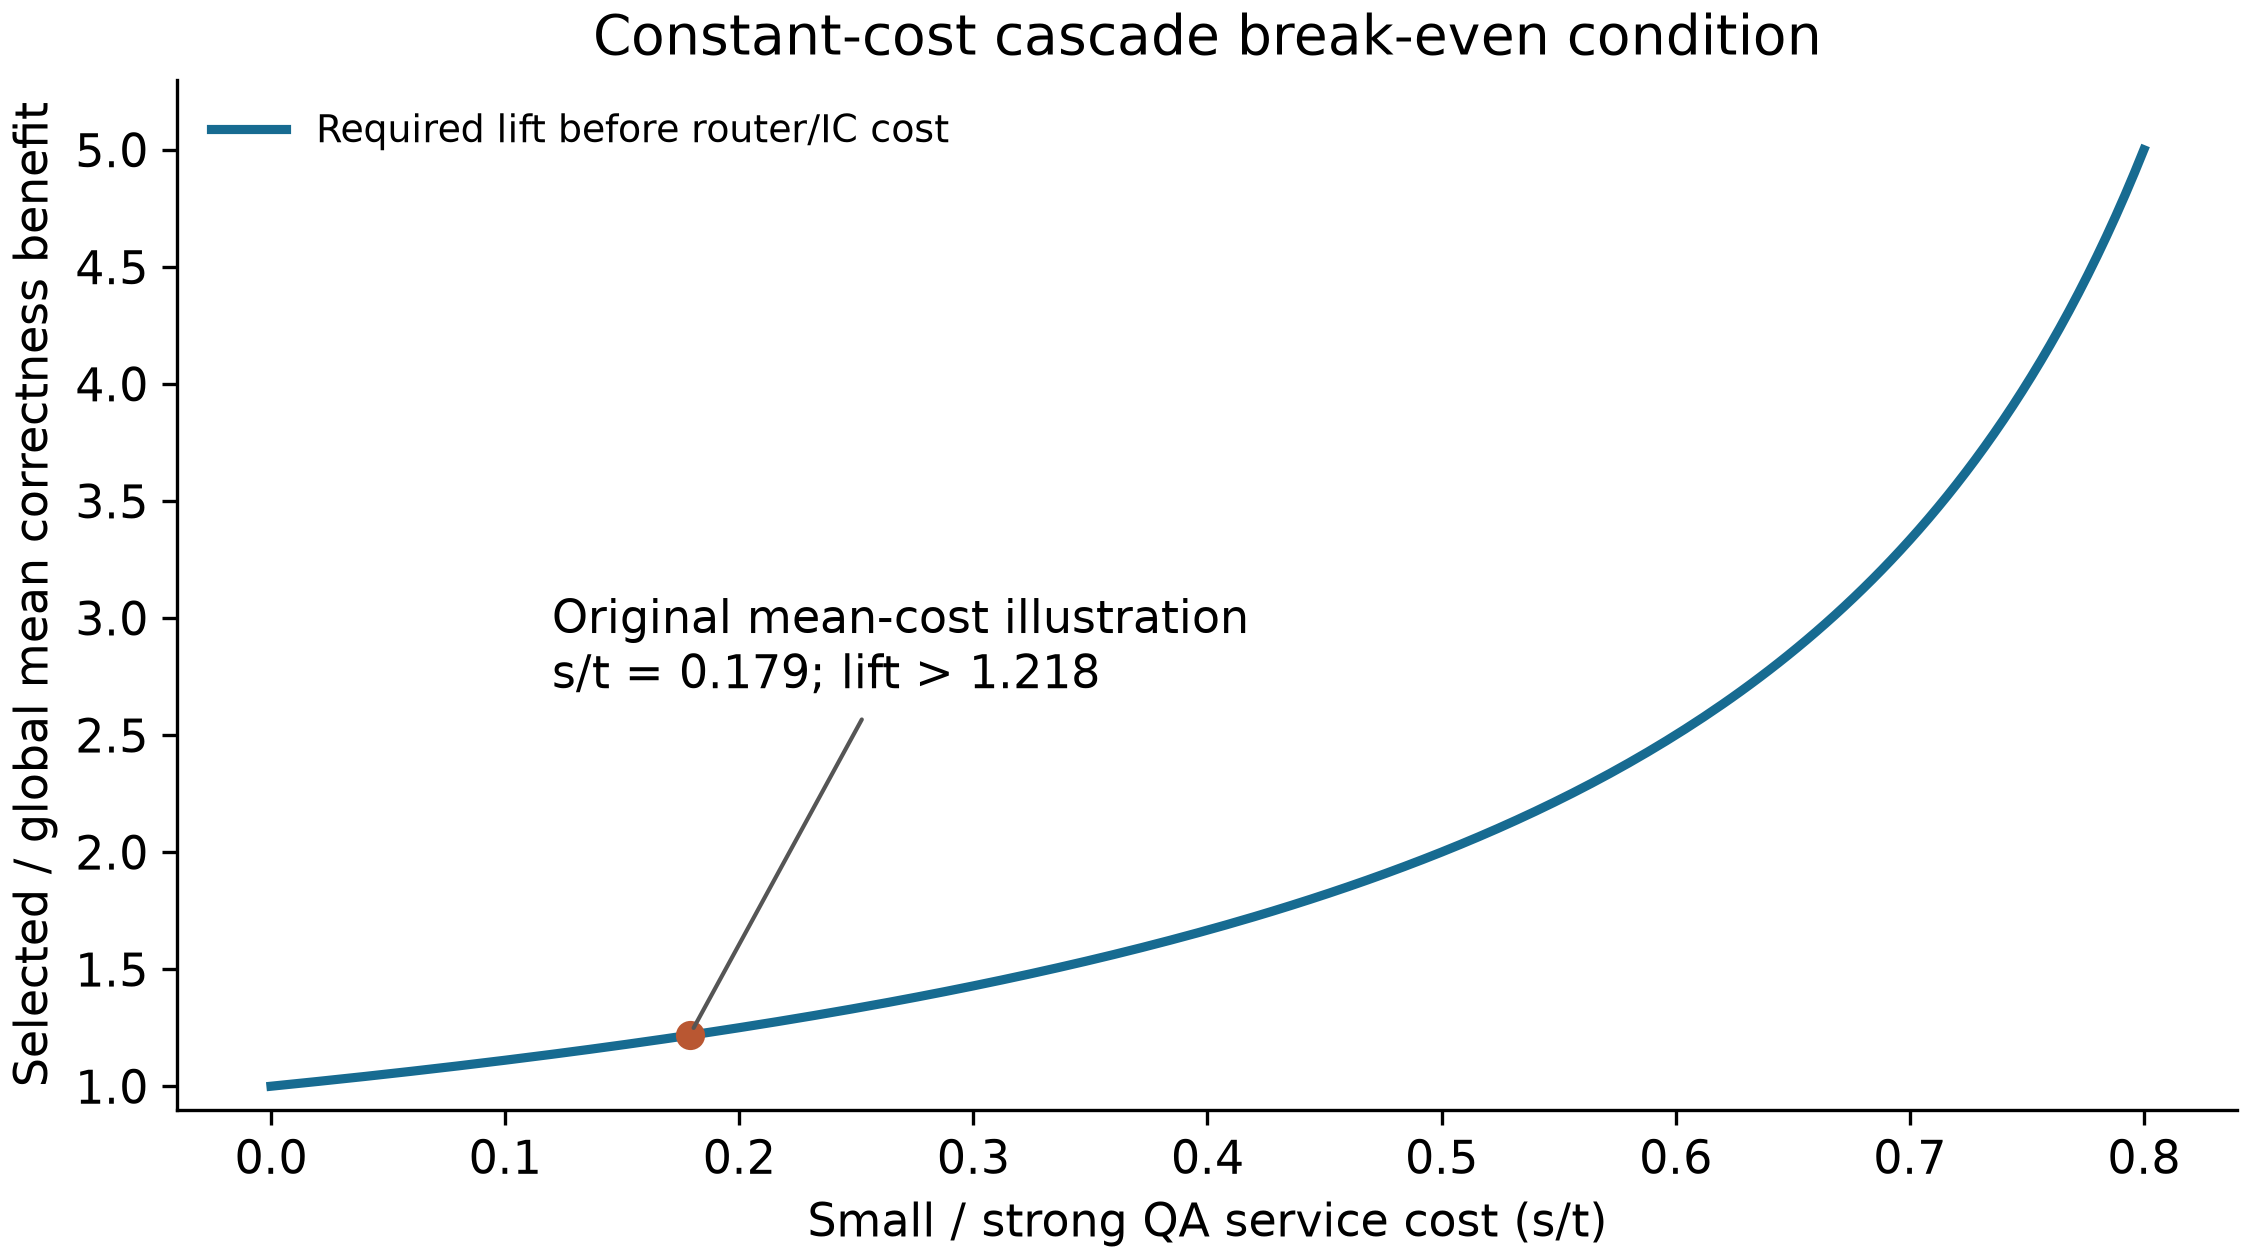 Constant-cost cascade break-even condition
Required lift before router/IC cost
Selected / global mean correctness benefit
5.0
4.5
4.0
3.5
3.0
2.5
2.0
1.5
1.0
Original mean-cost illustration
s/t = 0.179; lift > 1.218
0.0 0.1 0.2 0.3 0.4 0.5 0.6 0.7 0.8
Small / strong QA service cost (s/t)